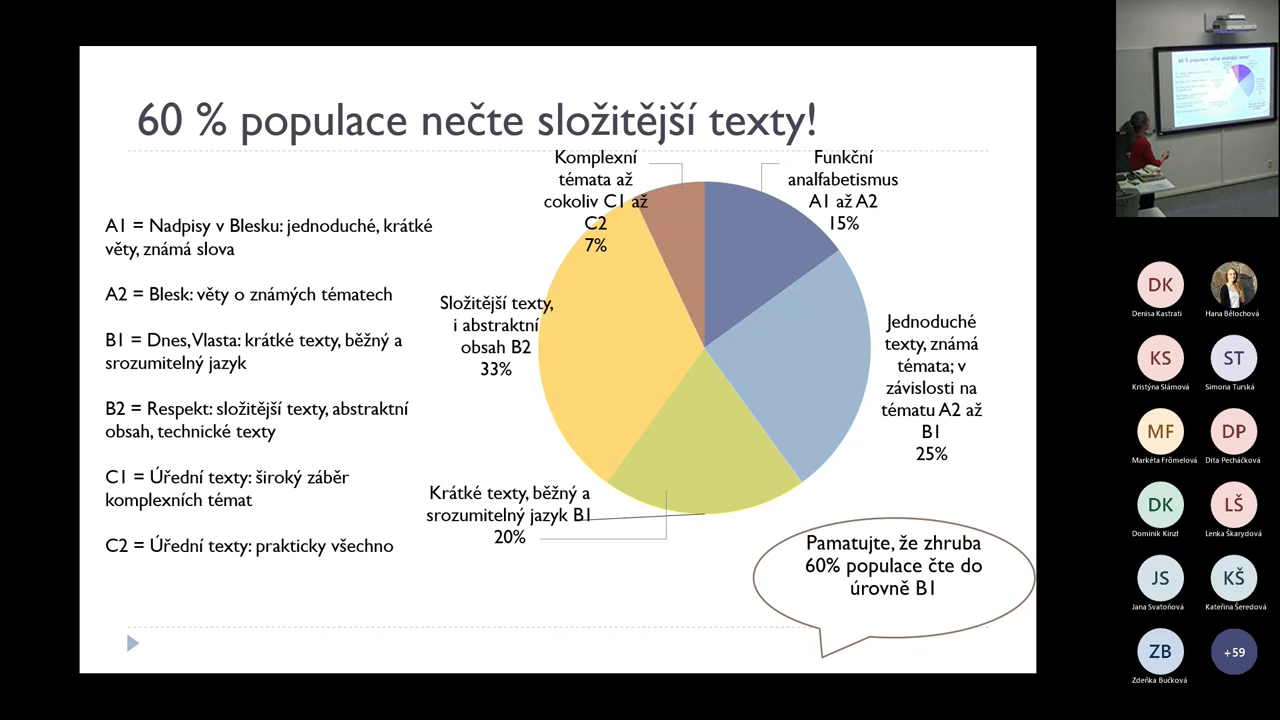 60 % populace nečte složitější texty!
A1 = Nadpisy v Blesku: jednoduché, krátké
věty, známá slova
A2 = Blesk: věty o známých tématech
B1 = Dnes, Vlasta: krátké texty, běžný a
srozumitelný jazyk
B2 = Respekt: složitější texty, abstraktní
obsah, technické texty
C1 = Úřední texty: široký záběr
komplexních témat
C2 = Úřední texty: prakticky všechno
Komplexní
témata až
cokoliv C1 až
C2
7%
Funkční
analfabetismus
A1 až A2
15%
Složitější texty,
i abstraktní
obsah B2
33%
Jednoduché
texty, známá
témata; v
závislosti na
tématu A2 až
B1
25%
Krátké texty, běžný a
srozumitelný jazyk B1
20%
Pamatujte, že zhruba
60% populace čte do
úrovně B1
60 % populace nečte složitější texty!
DK
Denisa Kastrati
Hana Bělochová
KS
Kristýna Slámová
ST
Simona Turská
MF
Markéta Frömelová
DP
Dita Pecháčková
DK
Dominik Kinzl
LŠ
Lenka Škarydová
JS
Jana Svatoňová
KŠ
Kateřina Šeredová
ZB
Zdeňka Bučková
+59